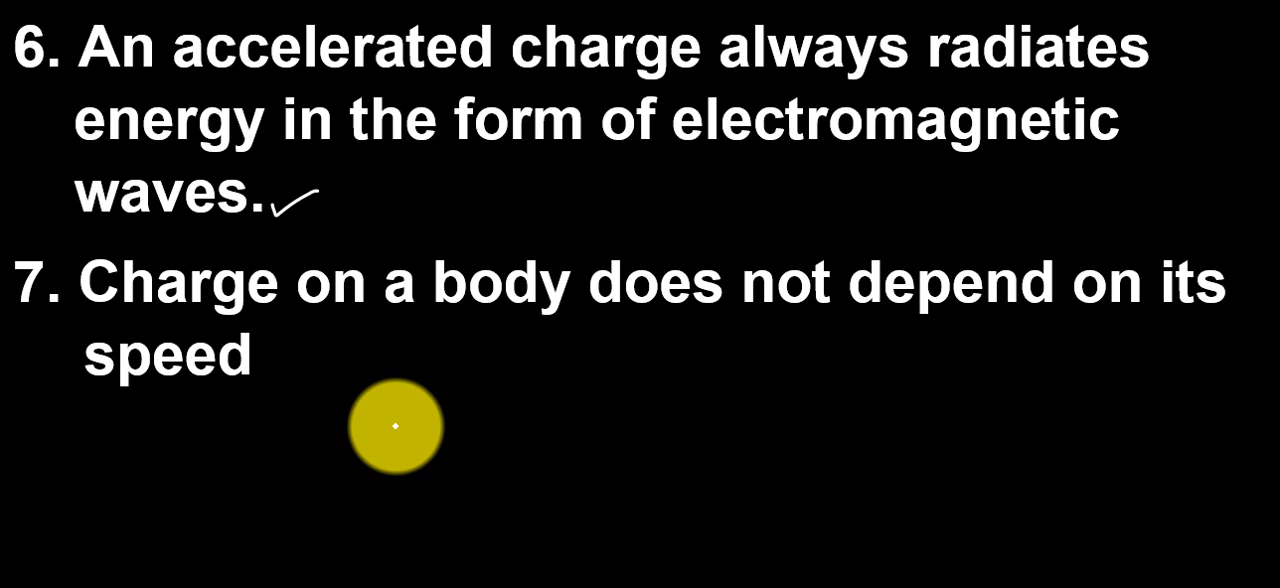 6. An accelerated charge always radiates
energy in the form of electromagnetic
waves.
7. Charge on a body does not depend on its
speed